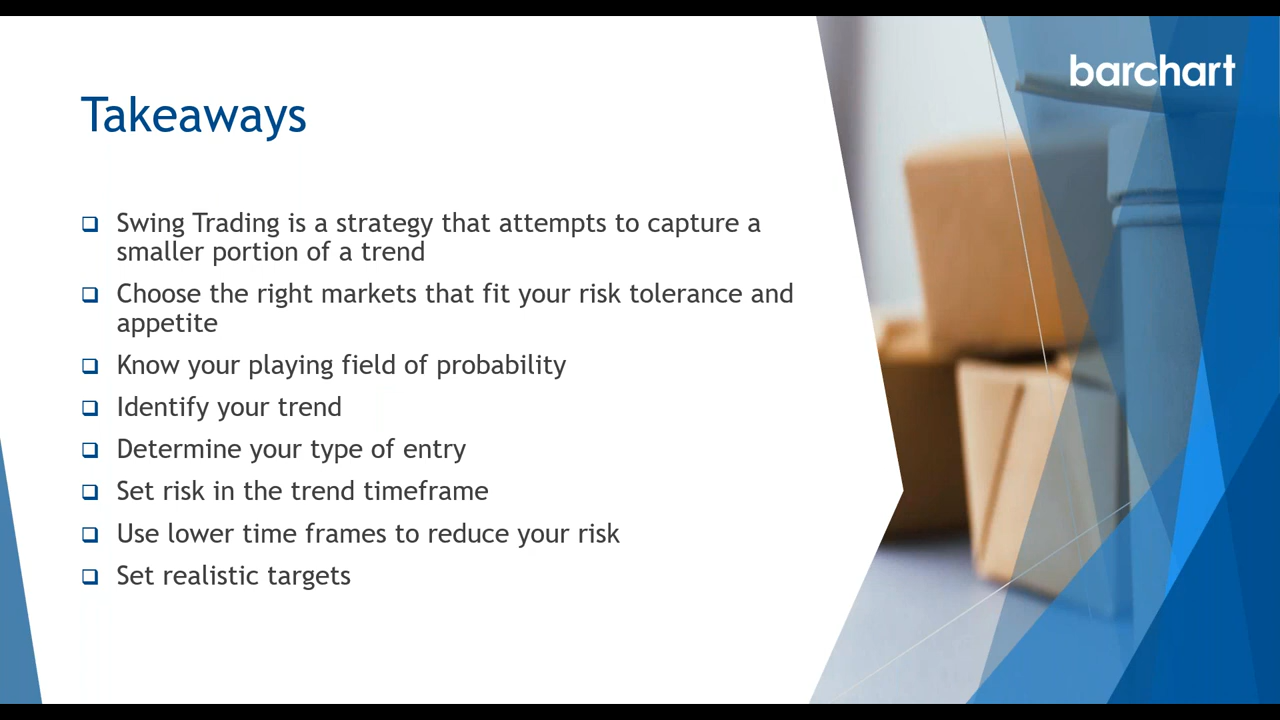 barchart
Takeaways
Swing Trading is a strategy that attempts to capture a
smaller portion of a trend
Choose the right markets that fit your risk tolerance and
appetite
Know your playing field of probability
Identify your trend
Determine your type of entry
Set risk in the trend timeframe
Use lower time frames to reduce your risk
Set realistic targets